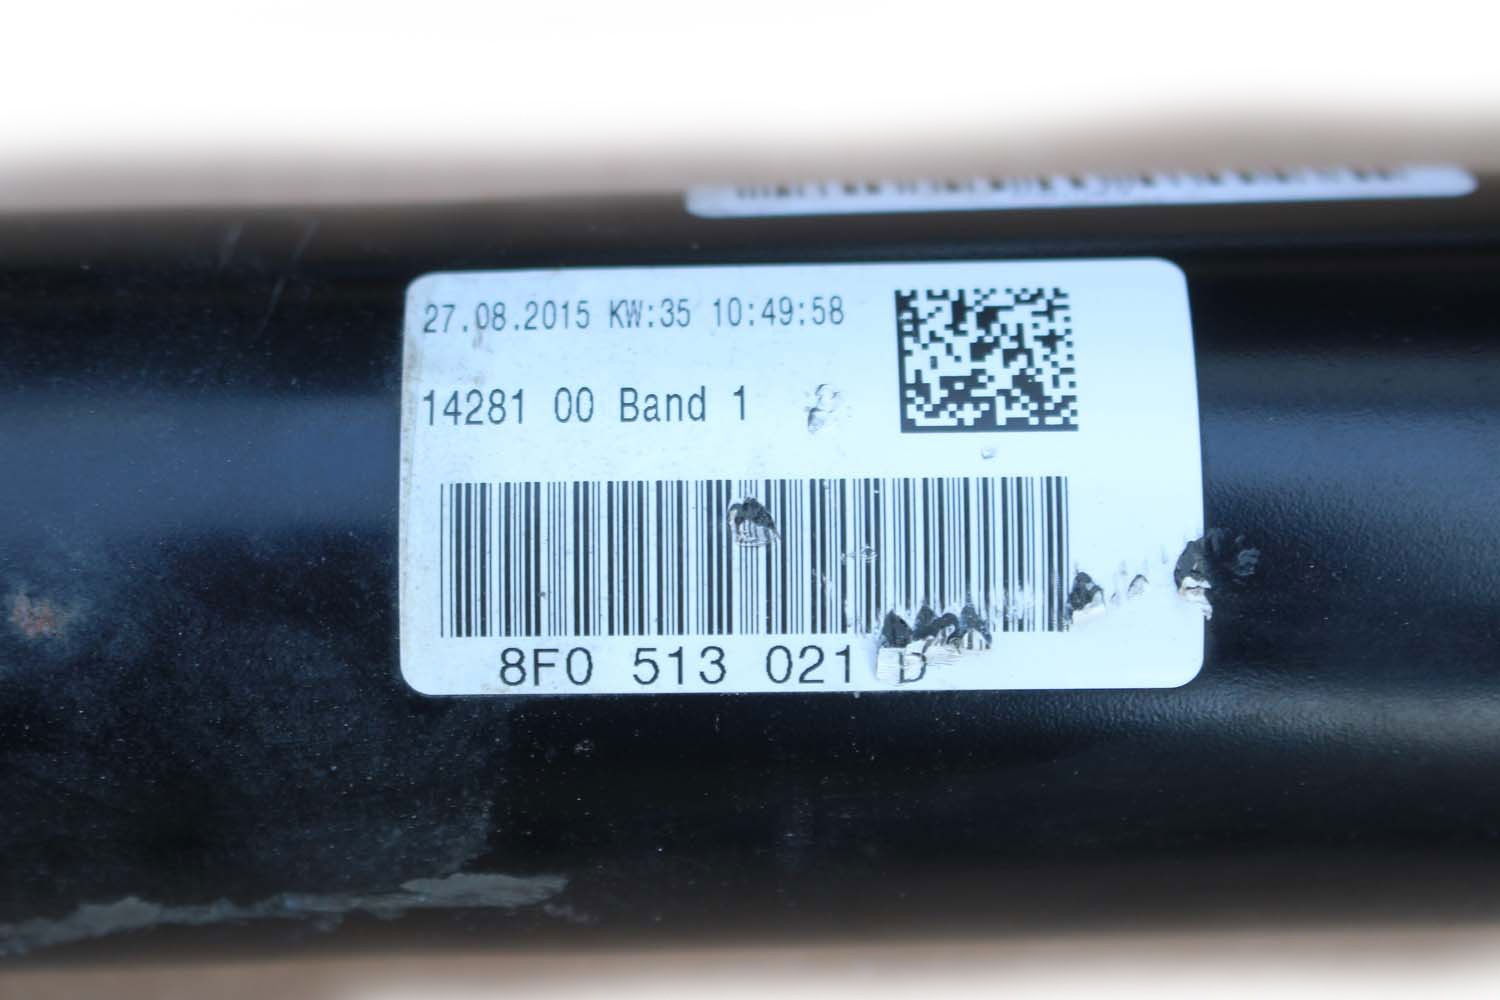 27.08.2015 KW:35 10:49:58
14281 00 Band 1
8F0 513 021 D